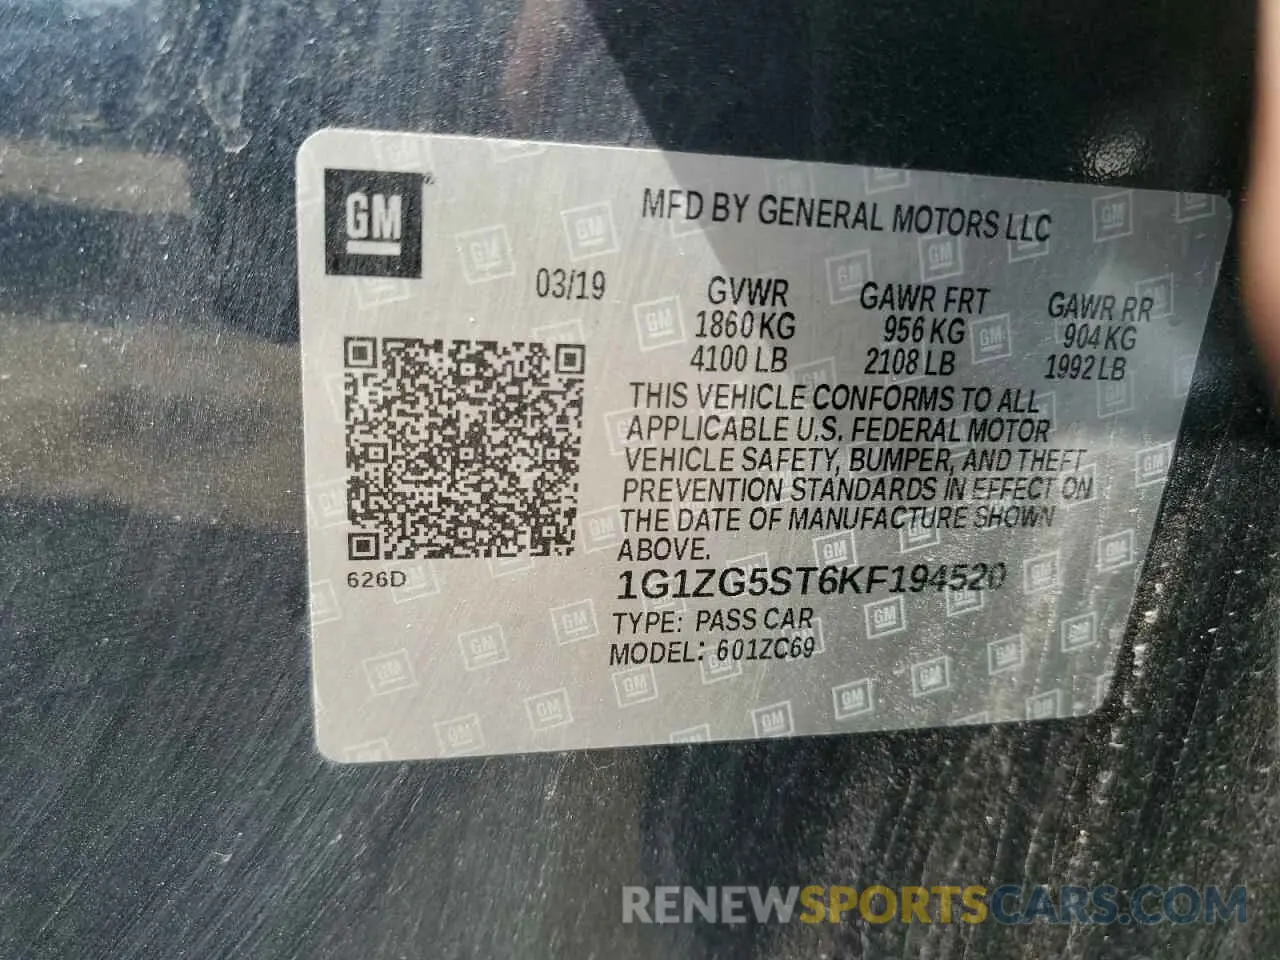 GM
MFD BY GENERAL MOTORS LLC
03/19
GVWR GAWR FRT GAWR RR
1860 KG 956 KG 904 KG
4100 LB 2108 LB 1992 LB
THIS VEHICLE CONFORMS TO ALL
APPLICABLE U.S. FEDERAL MOTOR
VEHICLE SAFETY, BUMPER, AND THEFT
PREVENTION STANDARDS IN EFFECT ON
THE DATE OF MANUFACTURE SHOWN
ABOVE.
626D
1G1ZG5ST6KF194520
TYPE: PASS CAR
MODEL: 601ZC69
RENEWSPORTSCARS.COM